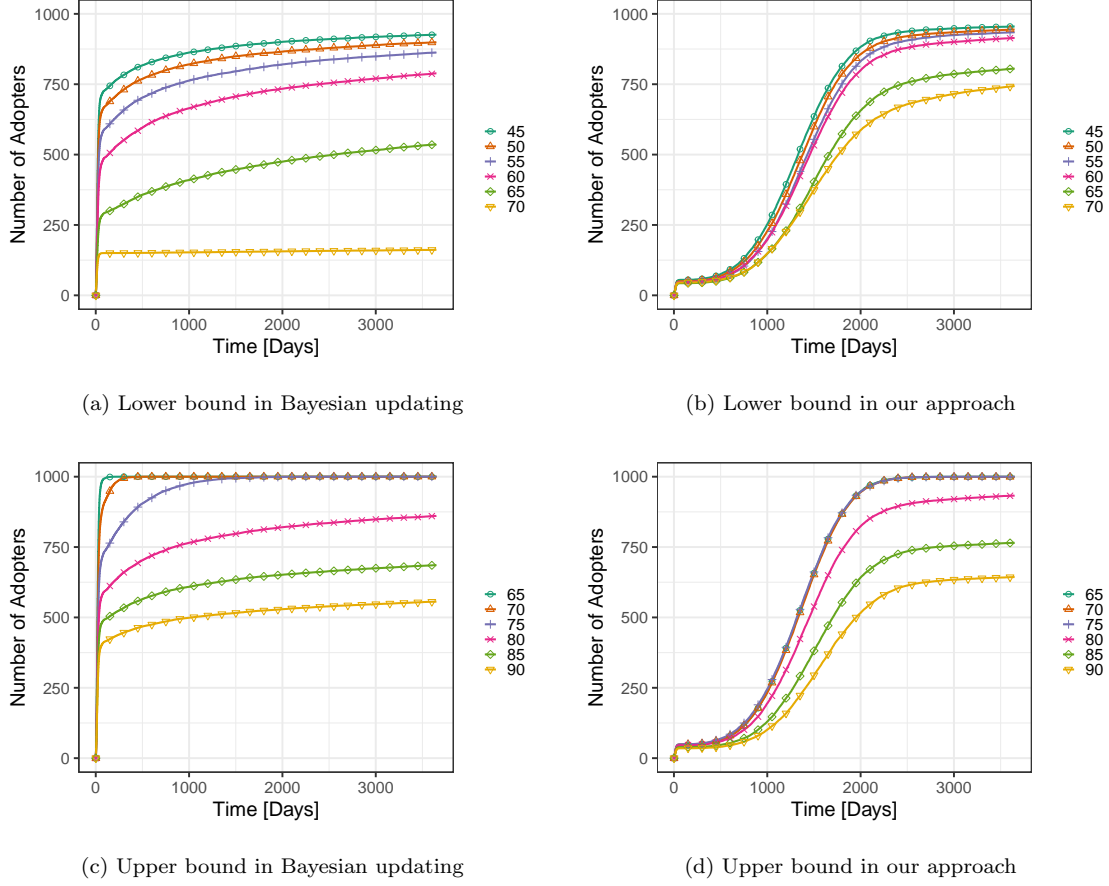 Number of Adopters
1000
750
500
250
0
0 1000 2000 3000
Time [Days]
45
50
55
60
65
70
(a) Lower bound in Bayesian updating
Number of Adopters
1000
750
500
250
0
0 1000 2000 3000
Time [Days]
45
50
55
60
65
70
(b) Lower bound in our approach
Number of Adopters
1000
750
500
250
0
0 1000 2000 3000
Time [Days]
65
70
75
80
85
90
(c) Upper bound in Bayesian updating
Number of Adopters
1000
750
500
250
0
0 1000 2000 3000
Time [Days]
65
70
75
80
85
90
(d) Upper bound in our approach